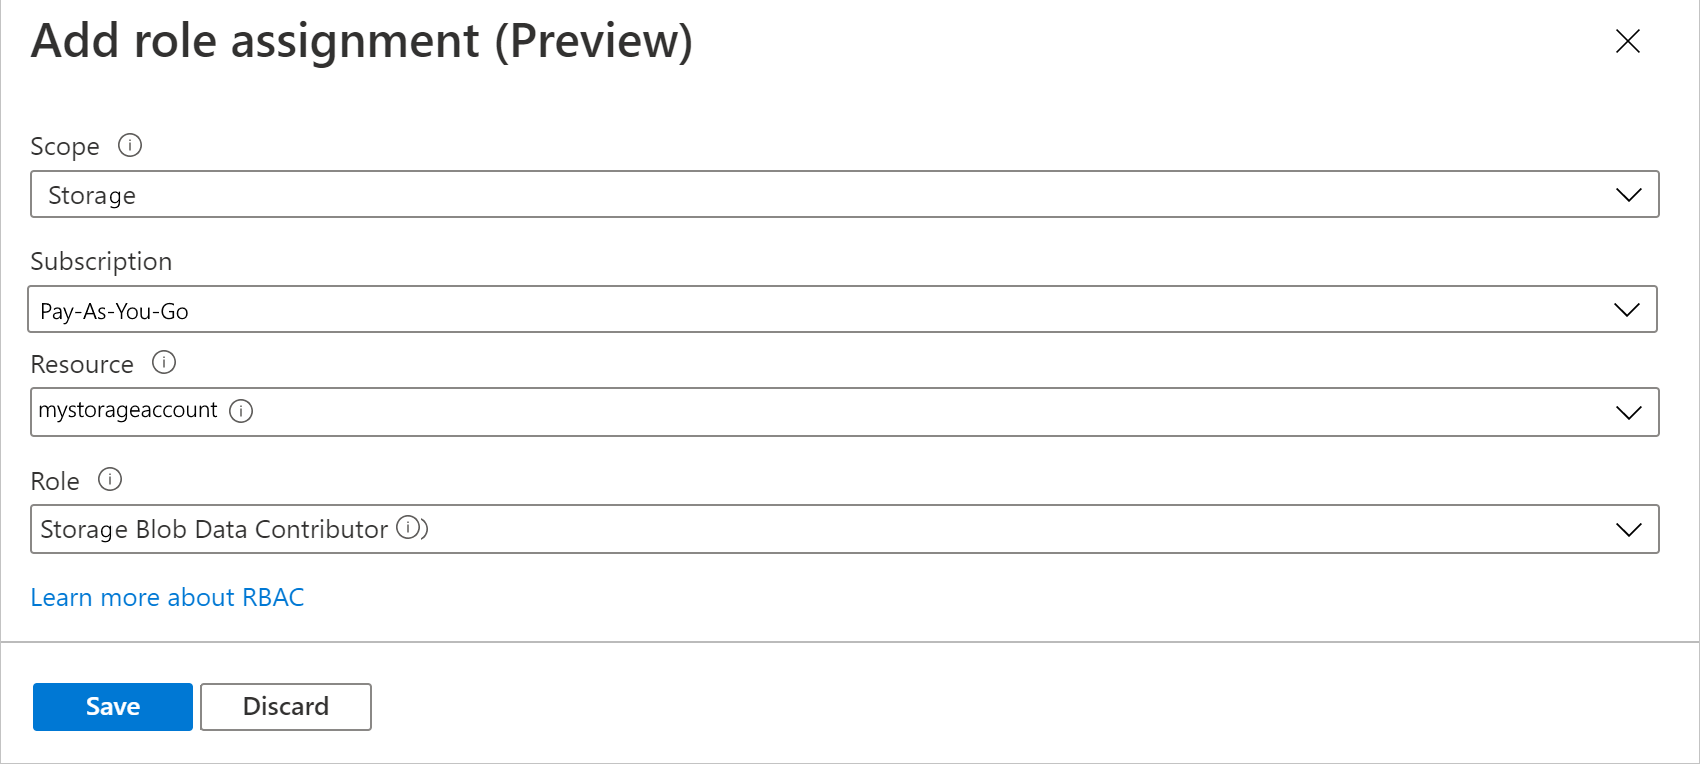 Add role assignment (Preview)
Scope
Storage
Subscription
Pay-As-You-Go
Resource
mystorageaccount
Role
Storage Blob Data Contributor )
Learn more about RBAC
Save Discard